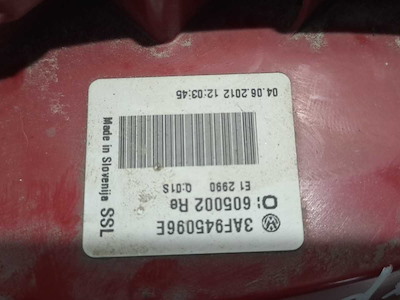 3AF945096E
O: 605002 Re
E1 2990 Q:01S
04.06.2012 12:03:45
Made in Slovenija SSL